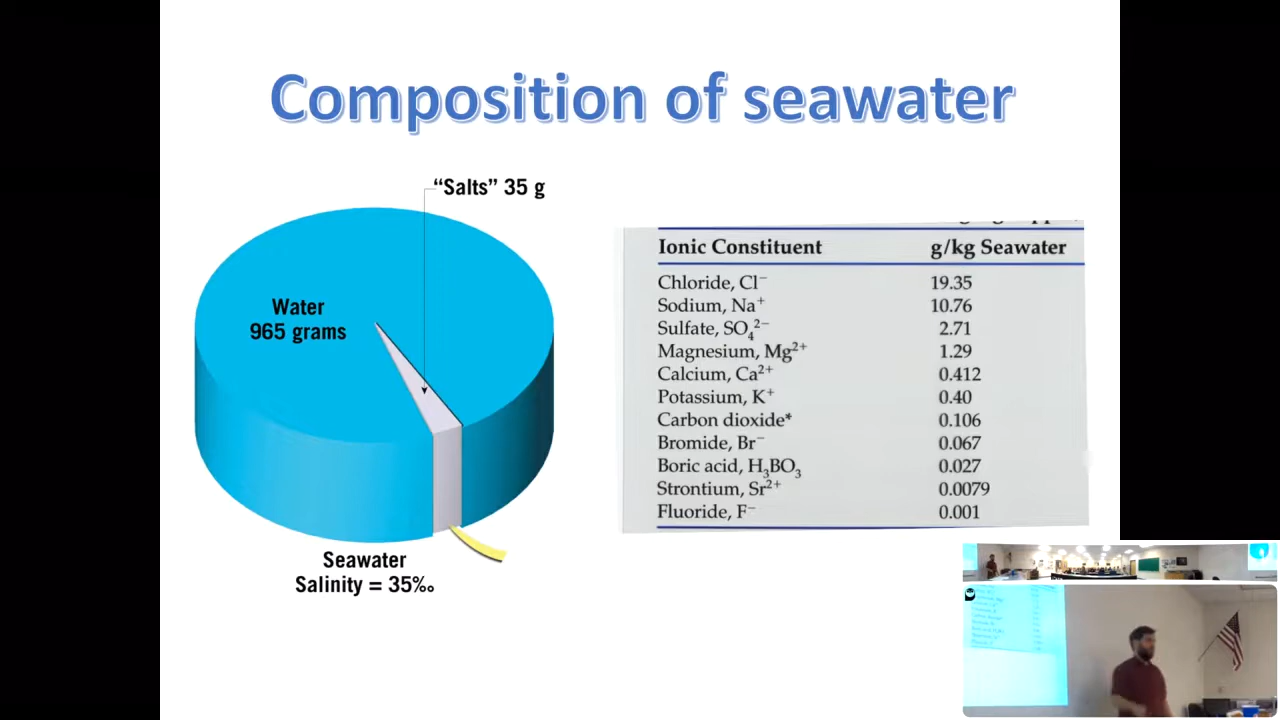 Composition of seawater
“Salts” 35 g
Water
965 grams
Seawater
Salinity = 35‰
Ionic Constituent g/kg Seawater
Chloride, Cl⁻ 19.35
Sodium, Na⁺ 10.76
Sulfate, SO₄²⁻ 2.71
Magnesium, Mg²⁺ 1.29
Calcium, Ca²⁺ 0.412
Potassium, K⁺ 0.40
Carbon dioxide* 0.106
Bromide, Br⁻ 0.067
Boric acid, H₃BO₃ 0.027
Strontium, Sr²⁺ 0.0079
Fluoride, F⁻ 0.001